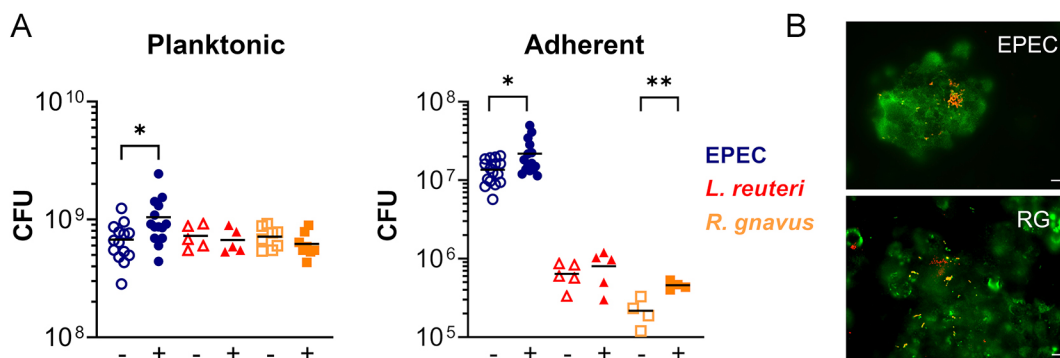 A
Planktonic
CFU
10^10
10^9
10^8
*
- + - + - +
Adherent
CFU
10^8
10^7
10^6
10^5
*
**
- + - + - +
EPEC
L. reuteri
R. gnavus
B
EPEC
RG